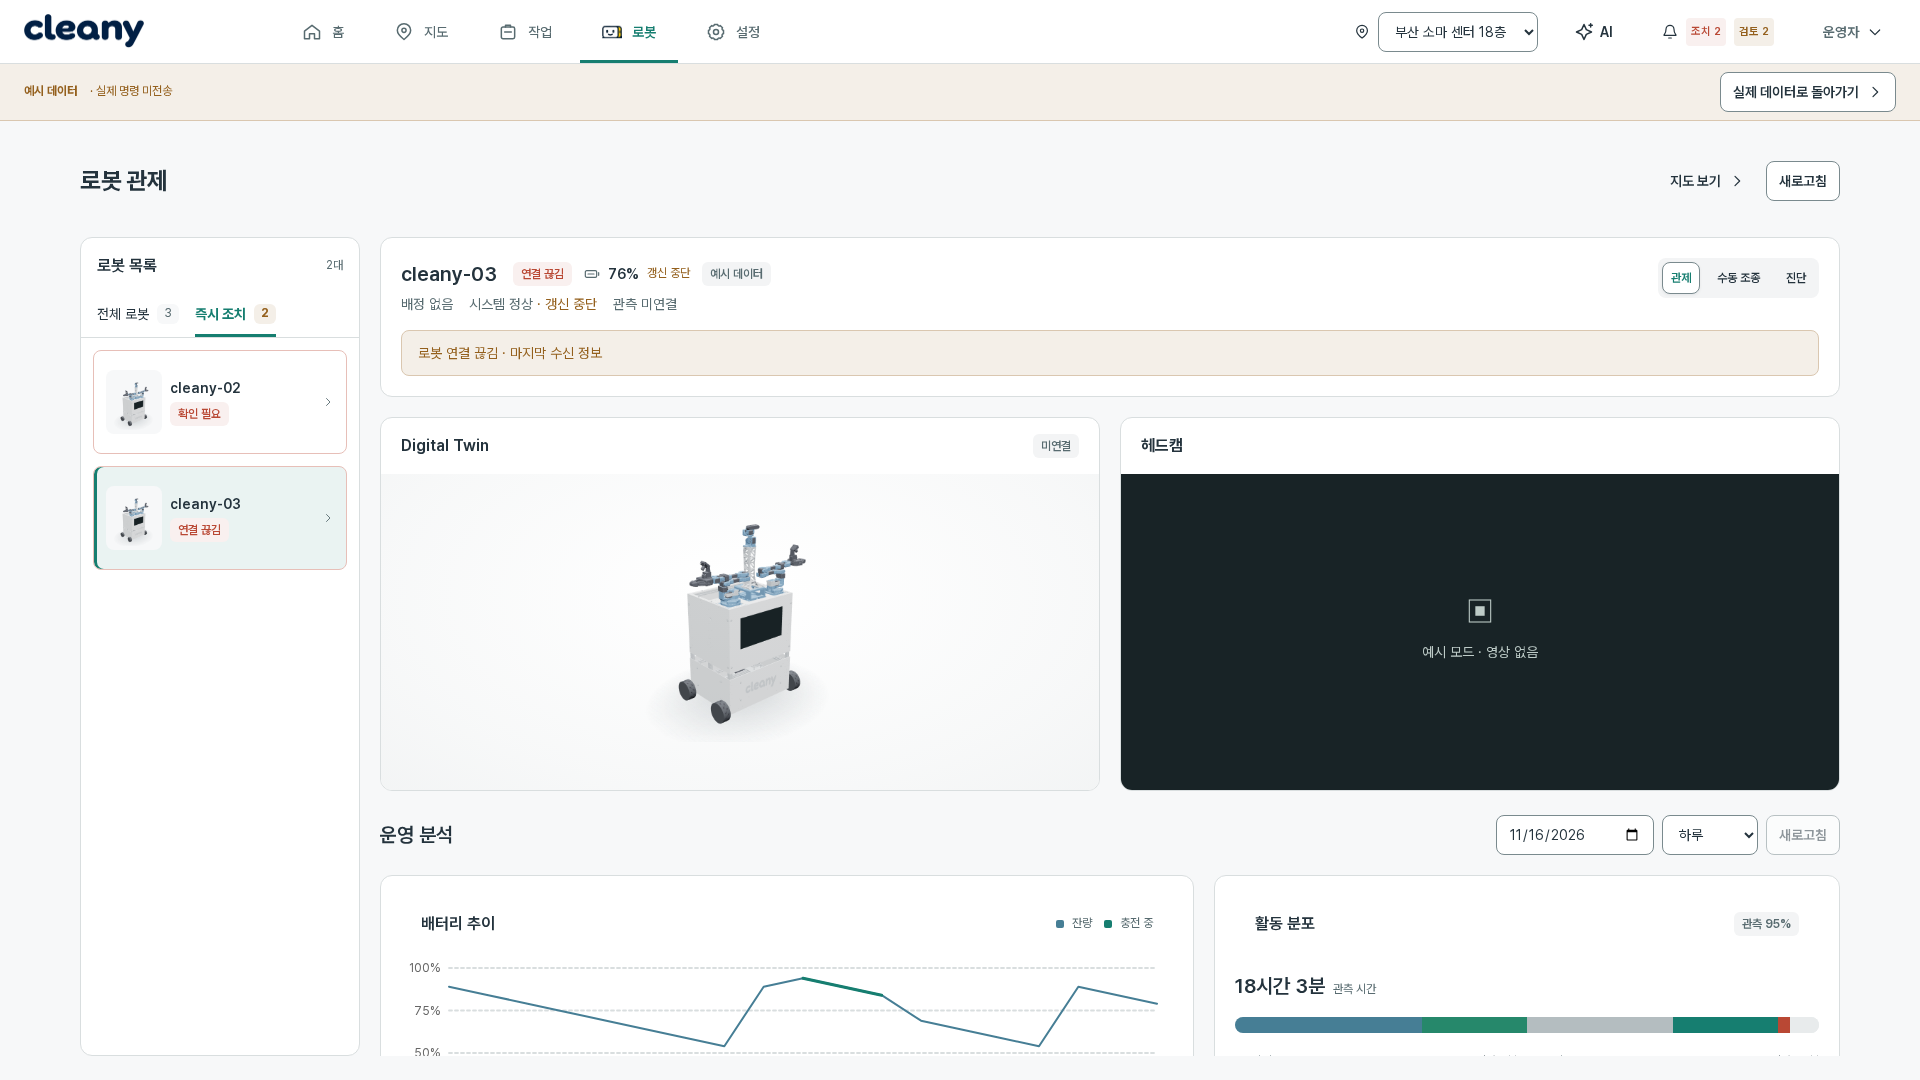 cleany
홈
지도
작업
로봇
설정
부산 소마 센터 18층
AI
조치 2
검토 2
운영자
예시 데이터 · 실제 명령 미전송
실제 데이터로 돌아가기
로봇 관제
지도 보기
새로고침
로봇 목록
2대
전체 로봇 3
즉시 조치 2
cleany-02
확인 필요
cleany-03
연결 끊김
cleany-03 연결 끊김 76% 갱신 중단 예시 데이터
관제 수동 조종 진단
배정 없음 시스템 정상 · 갱신 중단 관측 미연결
로봇 연결 끊김 · 마지막 수신 정보
Digital Twin
미연결
cleany
헤드캠
예시 모드 · 영상 없음
운영 분석
11/16/2026
하루
새로고침
배터리 추이
잔량
충전 중
100%
75%
50%
활동 분포
관측 95%
18시간 3분 관측 시간